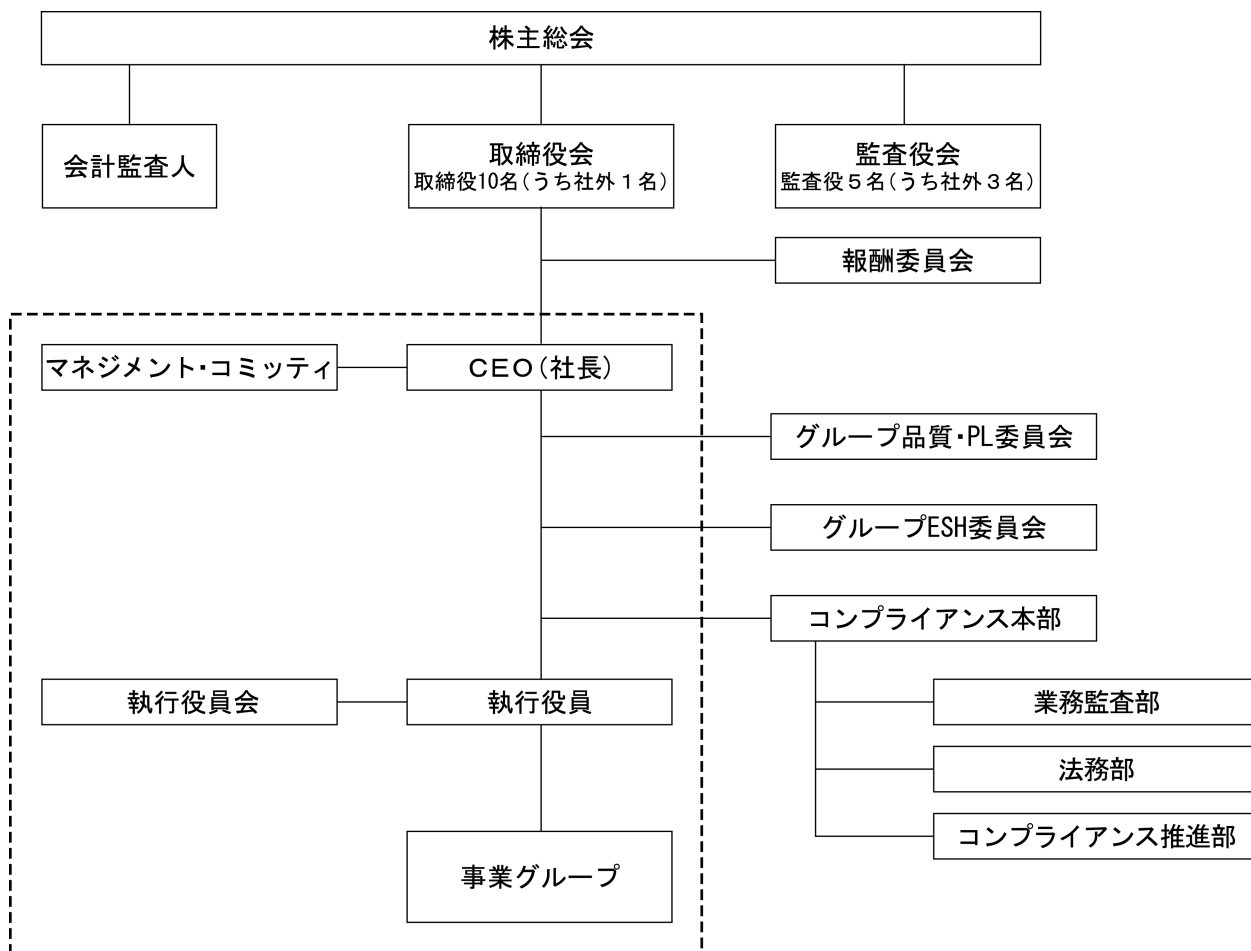 株主総会
会計監査人
取締役会
取締役10名(うち社外１名)
監査役会
監査役５名(うち社外３名)
報酬委員会
マネジメント・コミッティ
ＣＥＯ(社長)
グループ品質・PL委員会
グループESH委員会
コンプライアンス本部
執行役員会
執行役員
業務監査部
法務部
コンプライアンス推進部
事業グループ